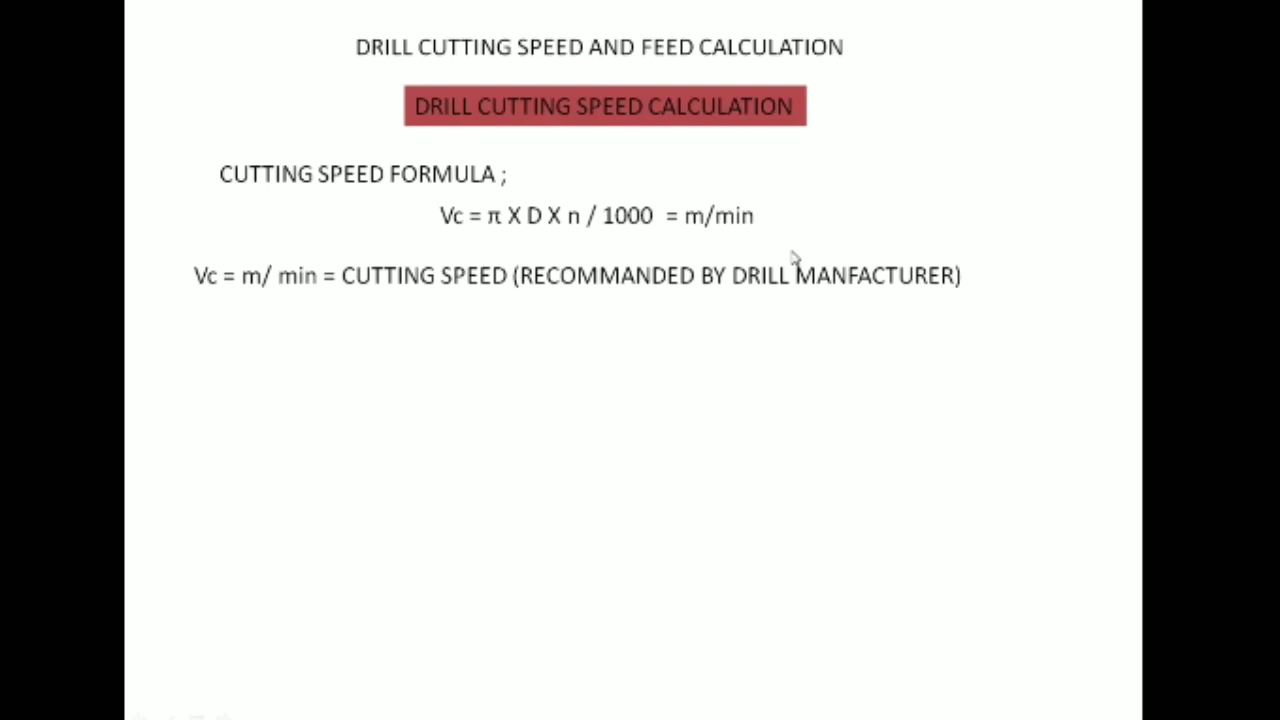 DRILL CUTTING SPEED AND FEED CALCULATION
DRILL CUTTING SPEED CALCULATION
CUTTING SPEED FORMULA ;
Vc = π X D X n / 1000 = m/min
Vc = m/ min = CUTTING SPEED (RECOMMANDED BY DRILL MANFACTURER)